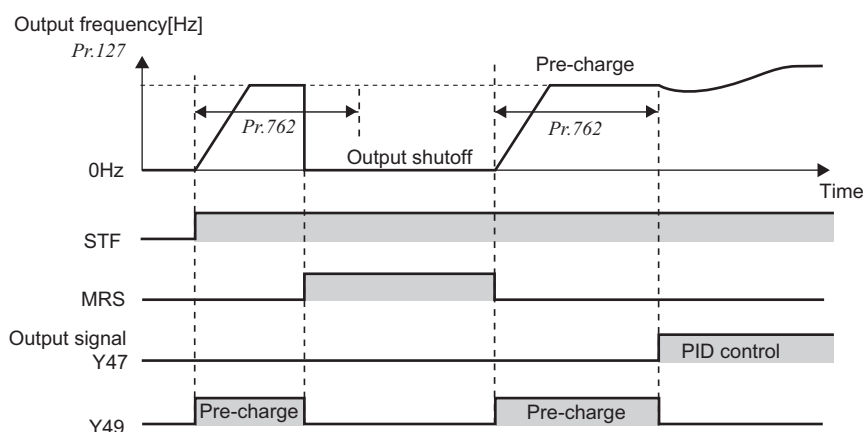 Output frequency[Hz]
Pr.127
Pre-charge
Pr.762
Pr.762
Output shutoff
0Hz
Time
STF
MRS
Output signal
Y47
PID control
Y49
Pre-charge
Pre-charge